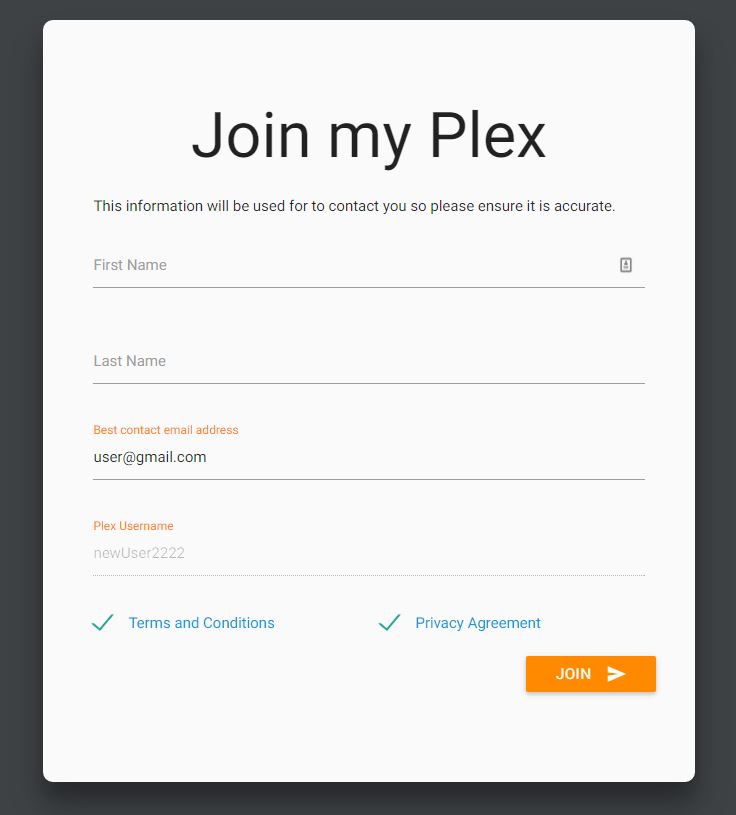 Join my Plex
This information will be used for to contact you so please ensure it is accurate.
First Name
Last Name
Best contact email address
user@gmail.com
Plex Username
newUser2222
Terms and Conditions
Privacy Agreement
JOIN